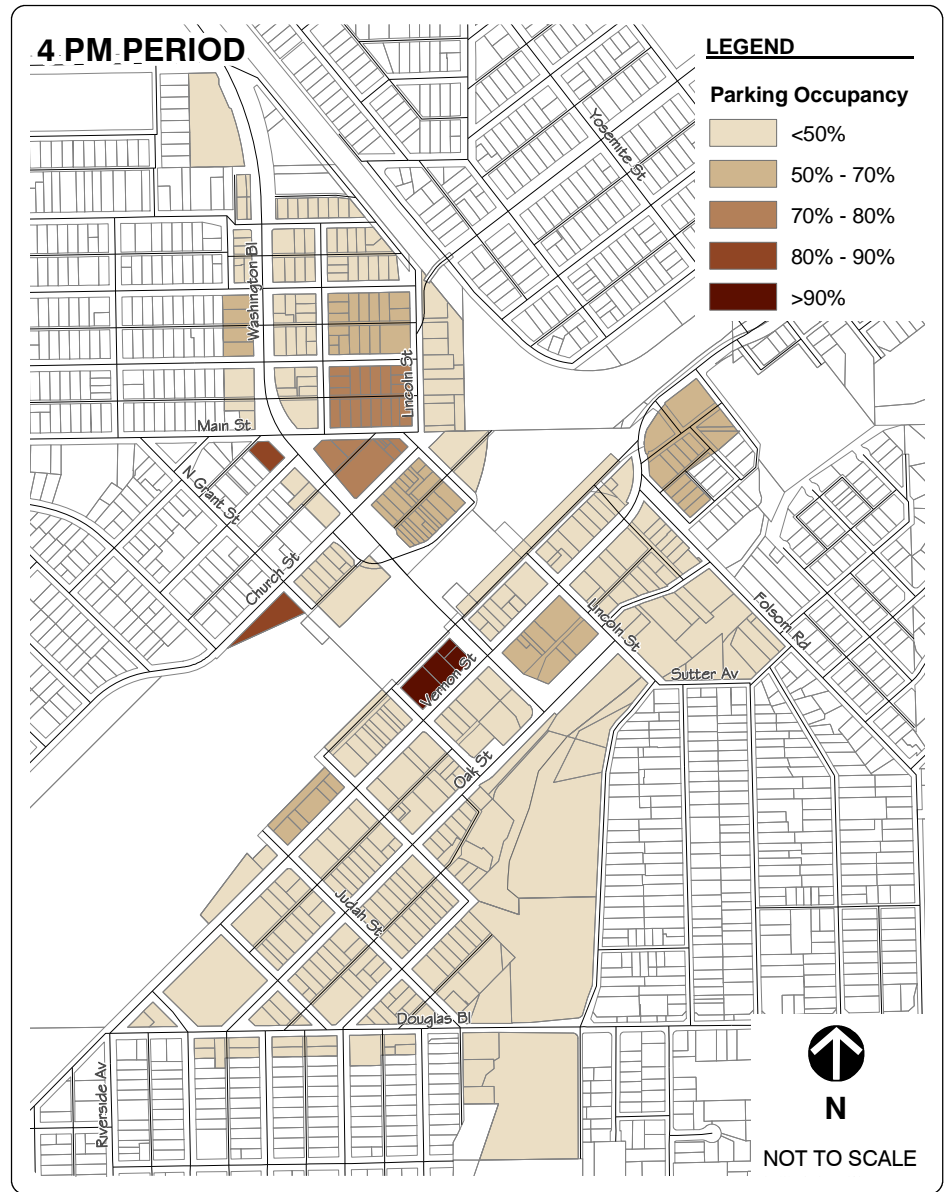 4 PM PERIOD
LEGEND
Parking Occupancy
<50%
50% - 70%
70% - 80%
80% - 90%
>90%
Yosemite St
Washington Bl
Lincoln St
Main St
N Grant St
Church St
Lincoln St
Folsom Rd
Vernon St
Sutter Av
Oak St
Judah St
Douglas Bl
Riverside Av
N
NOT TO SCALE